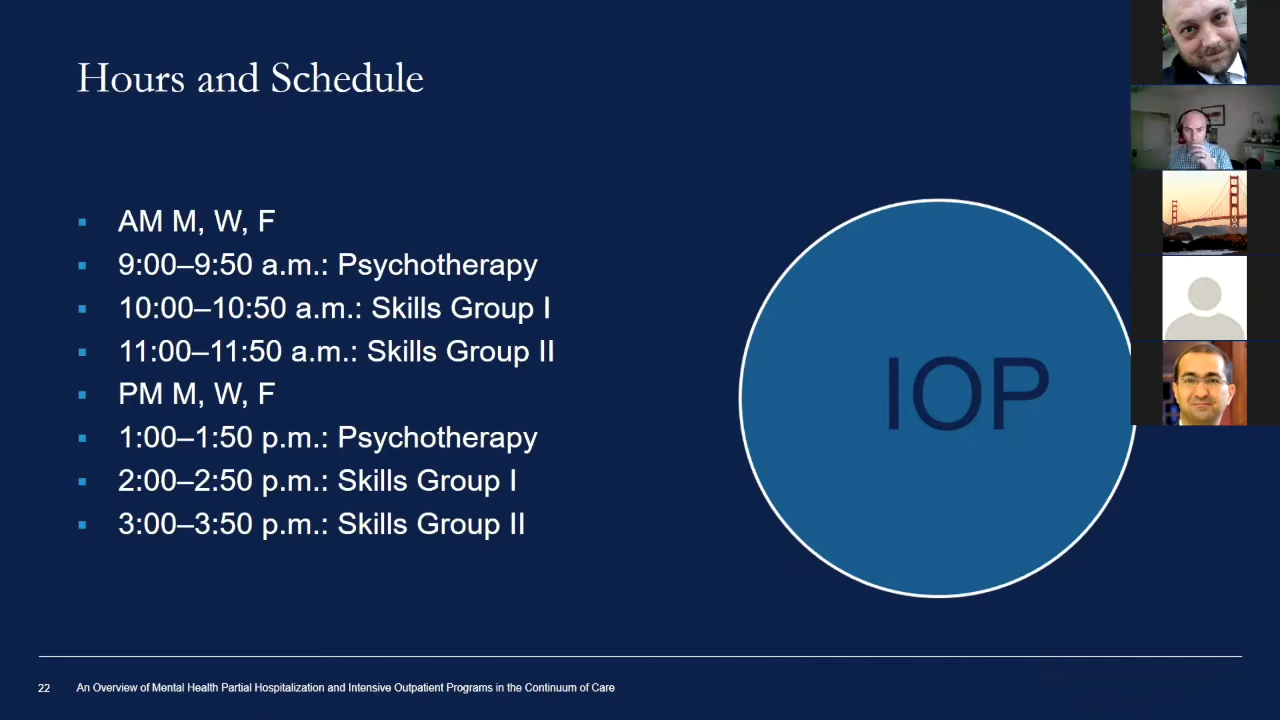 Hours and Schedule
AM M, W, F
9:00–9:50 a.m.: Psychotherapy
10:00–10:50 a.m.: Skills Group I
11:00–11:50 a.m.: Skills Group II
PM M, W, F
1:00–1:50 p.m.: Psychotherapy
2:00–2:50 p.m.: Skills Group I
3:00–3:50 p.m.: Skills Group II
IOP
22 An Overview of Mental Health Partial Hospitalization and Intensive Outpatient Programs in the Continuum of Care